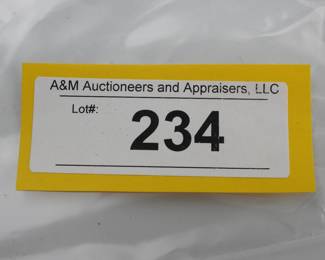 A&M Auctioneers and Appraisers, LLC
Lot#:
234